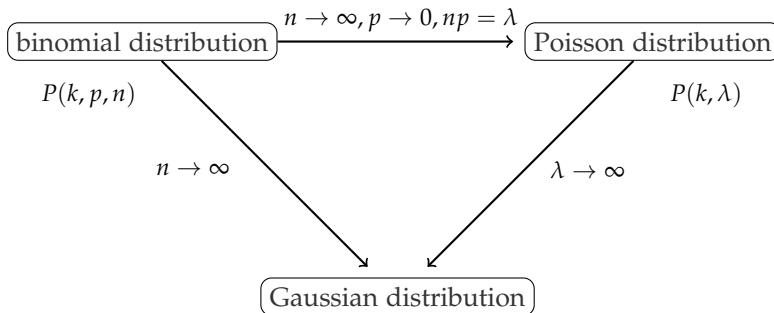 n → ∞, p → 0, np = λ
binomial distribution
Poisson distribution
P(k, p, n)
P(k, λ)
n → ∞
λ → ∞
Gaussian distribution